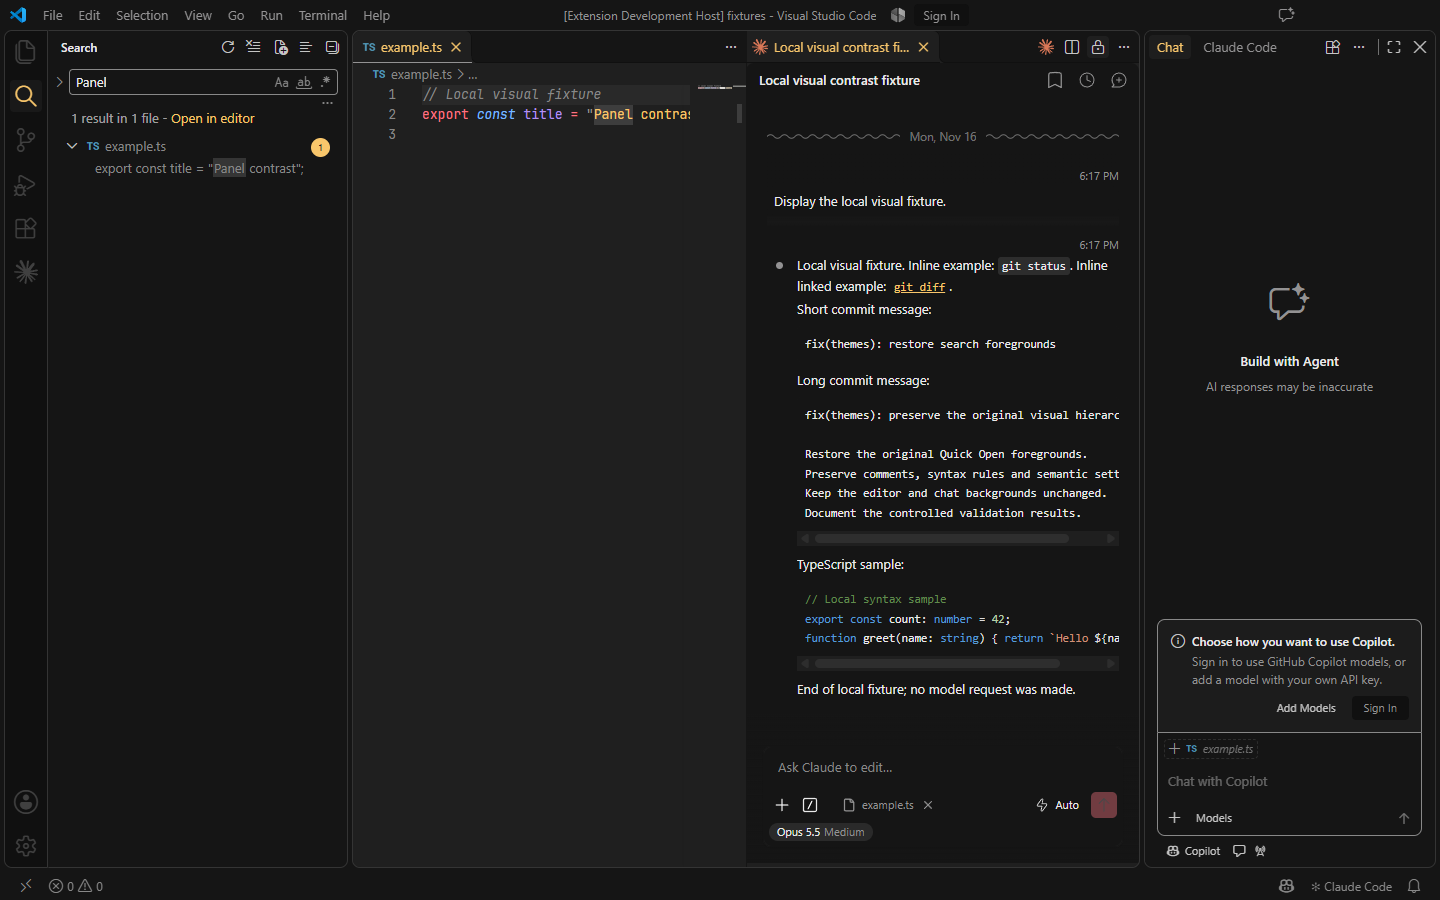 File Edit Selection View Go Run Terminal Help
[Extension Development Host] fixtures - Visual Studio Code
Sign In
Search
Panel
Aa ab .*
1 result in 1 file - Open in editor
TS example.ts
1
export const title = "Panel contrast";
TS example.ts
TS example.ts > ...
1 // Local visual fixture
2 export const title = "Panel contras
3
Local visual contrast fi...
Local visual contrast fixture
Mon, Nov 16
6:17 PM
Display the local visual fixture.
6:17 PM
Local visual fixture. Inline example: git status. Inline
linked example: git diff .
Short commit message:
fix(themes): restore search foregrounds
Long commit message:
fix(themes): preserve the original visual hierarc
Restore the original Quick Open foregrounds.
Preserve comments, syntax rules and semantic sett
Keep the editor and chat backgrounds unchanged.
Document the controlled validation results.
TypeScript sample:
// Local syntax sample
export const count: number = 42;
function greet(name: string) { return `Hello ${na
End of local fixture; no model request was made.
Ask Claude to edit...
example.ts
Auto
Opus 5.5 Medium
Chat Claude Code
Build with Agent
AI responses may be inaccurate
Choose how you want to use Copilot.
Sign in to use GitHub Copilot models, or
add a model with your own API key.
Add Models Sign In
TS example.ts
Chat with Copilot
Models
Copilot
0 0
Claude Code